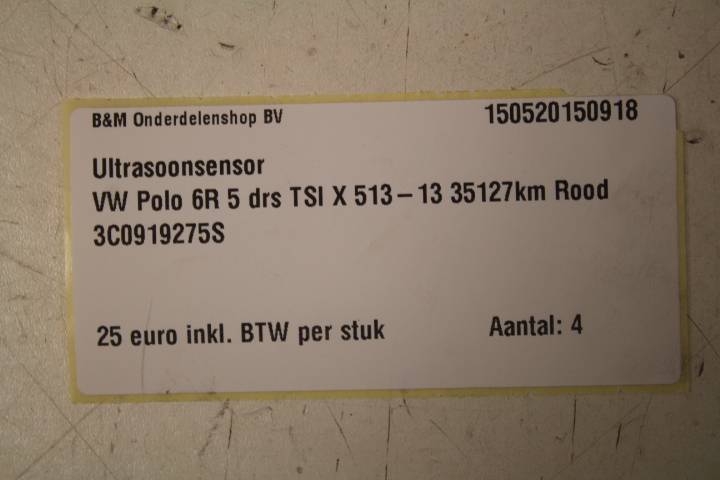 B&M Onderdelenshop BV 150520150918
Ultrasoonsensor
VW Polo 6R 5 drs TSI X 513-13 35127km Rood
3C0919275S
25 euro inkl. BTW per stuk Aantal: 4